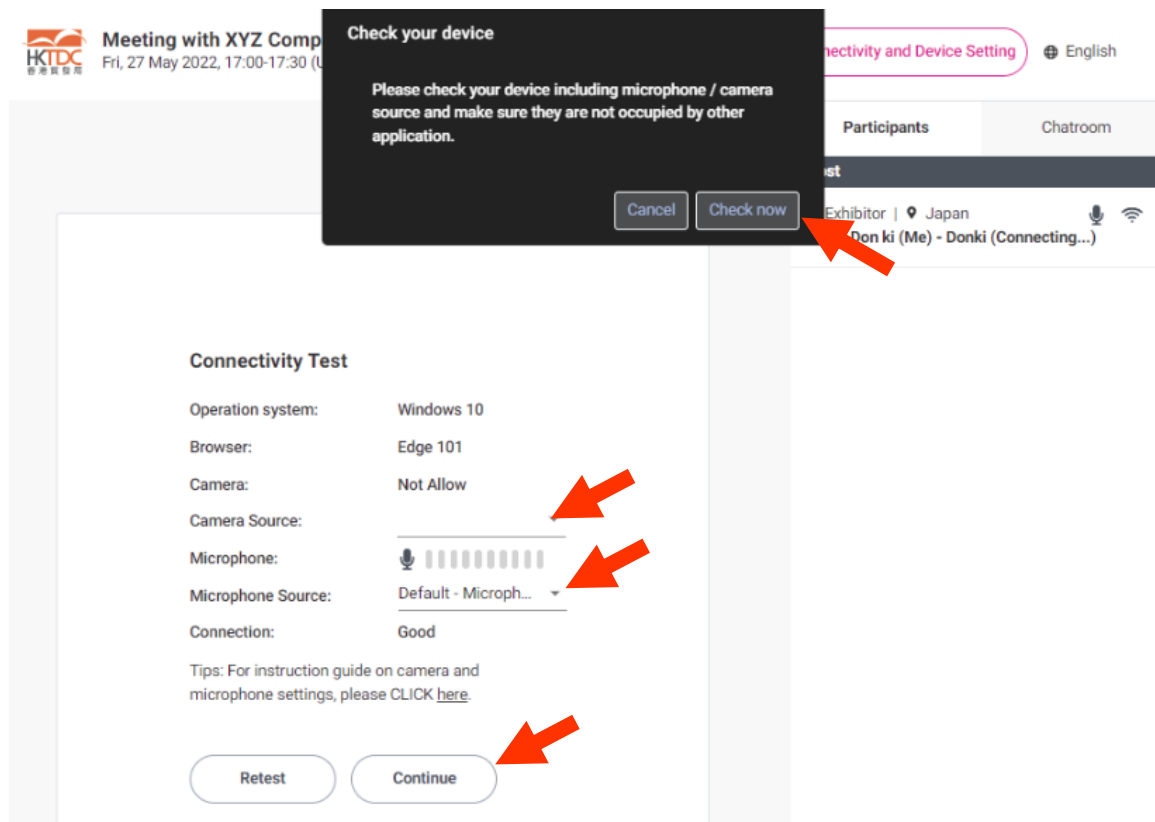 HKTDC
香港貿發局
Meeting with XYZ Comp
Fri, 27 May 2022, 17:00-17:30 (U
Check your device
Please check your device including microphone / camera
source and make sure they are not occupied by other
application.
Cancel
Check now
nectivity and Device Setting
English
Participants
Chatroom
st
Exhibitor | Japan
Don ki (Me) - Donki (Connecting...)
Connectivity Test
Operation system: Windows 10
Browser: Edge 101
Camera: Not Allow
Camera Source:
Microphone:
Microphone Source: Default - Microph...
Connection: Good
Tips: For instruction guide on camera and
microphone settings, please CLICK here.
Retest
Continue